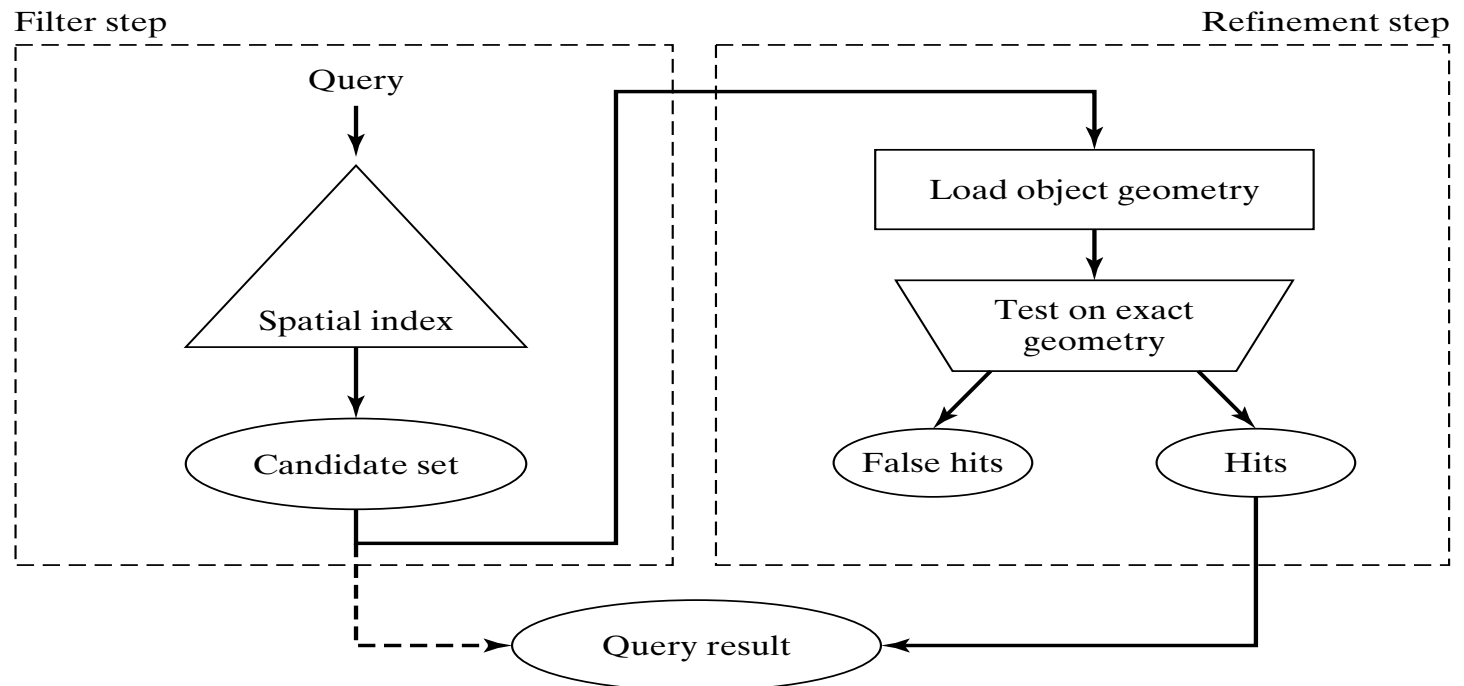 Filter step
Refinement step
Query
Spatial index
Candidate set
Load object geometry
Test on exact
geometry
False hits
Hits
Query result